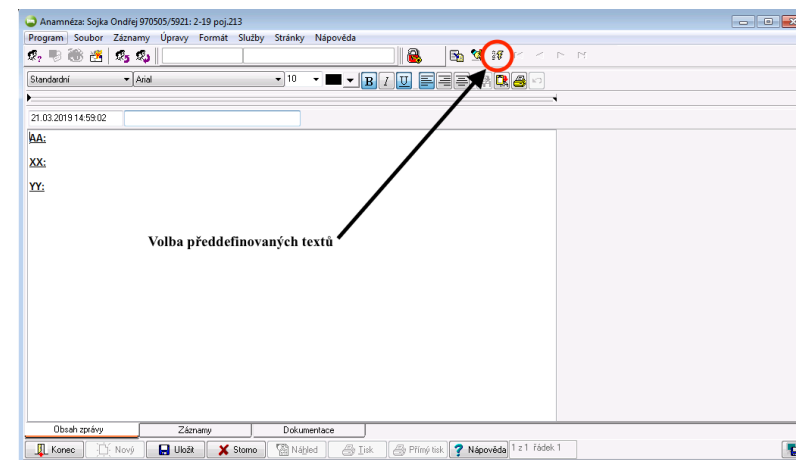 Anamnéza: Sojka Ondřej 970505/5921: 2-19 poj.213
Program Soubor Záznamy Úpravy Formát Služby Stránky Nápověda
Standardní Arial 10 B I U
21.03.2019 14:59:02
AA:
XX:
YY:
Volba předdefinovaných textů
Obsah zprávy Záznamy Dokumentace
Konec Nový Uložit Storno Náhled Tisk Přímý tisk Nápověda 1 z 1 řádek 1